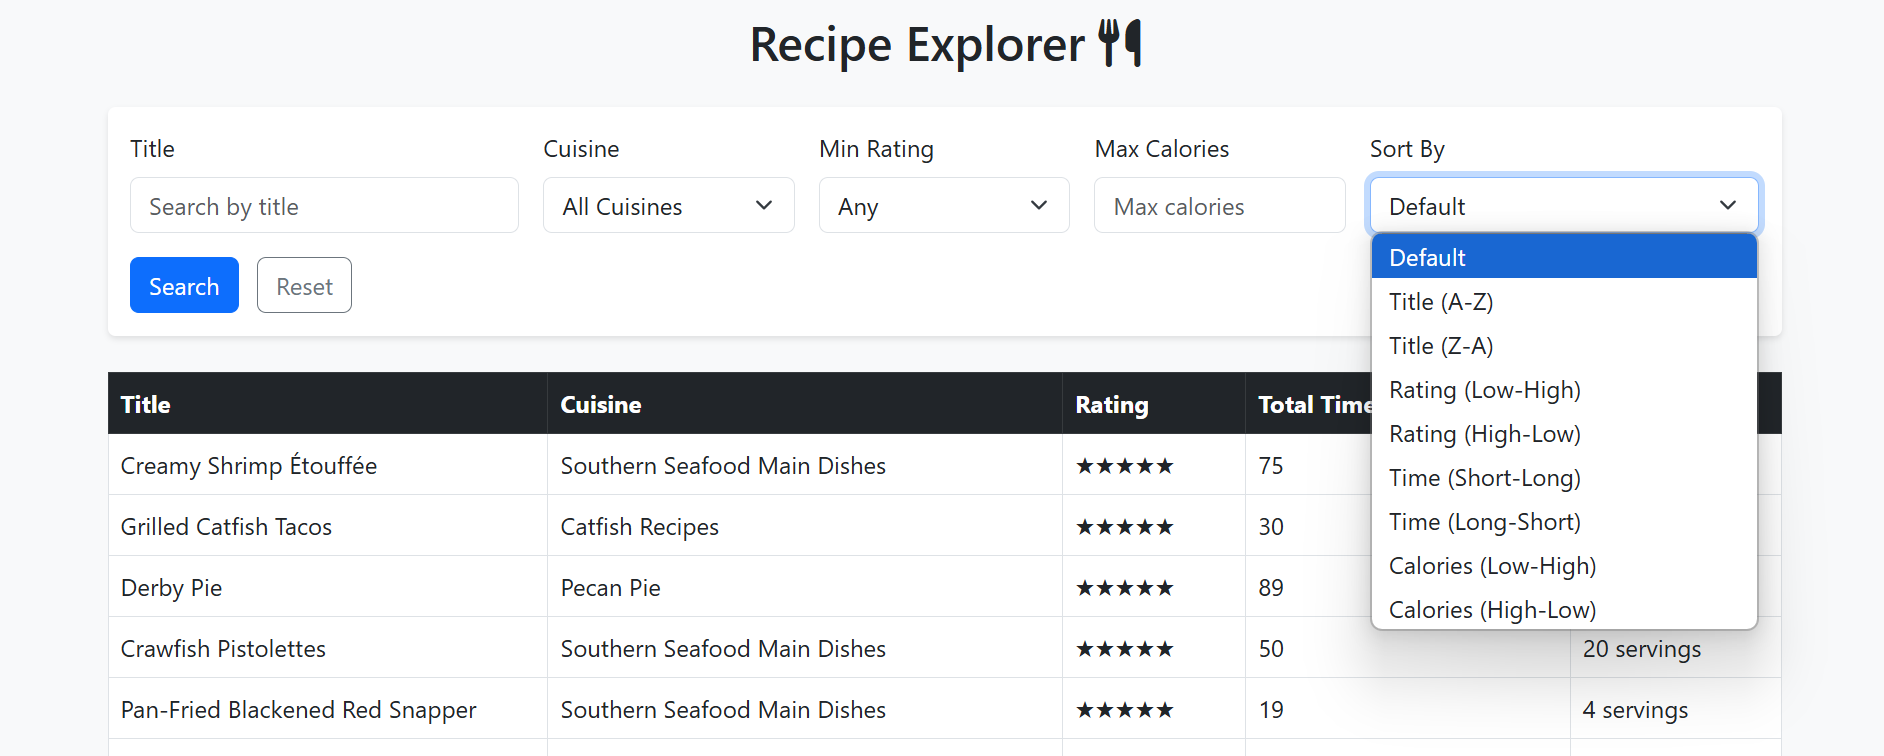 Recipe Explorer
Title Cuisine Min Rating Max Calories Sort By
Search by title All Cuisines Any Max calories Default
Search Reset
Default
Title (A-Z)
Title (Z-A)
Rating (Low-High)
Rating (High-Low)
Time (Short-Long)
Time (Long-Short)
Calories (Low-High)
Calories (High-Low)
Title Cuisine Rating Total Time
Creamy Shrimp Étouffée Southern Seafood Main Dishes ★★★★★ 75
Grilled Catfish Tacos Catfish Recipes ★★★★★ 30
Derby Pie Pecan Pie ★★★★★ 89
Crawfish Pistolettes Southern Seafood Main Dishes ★★★★★ 50 20 servings
Pan-Fried Blackened Red Snapper Southern Seafood Main Dishes ★★★★★ 19 4 servings